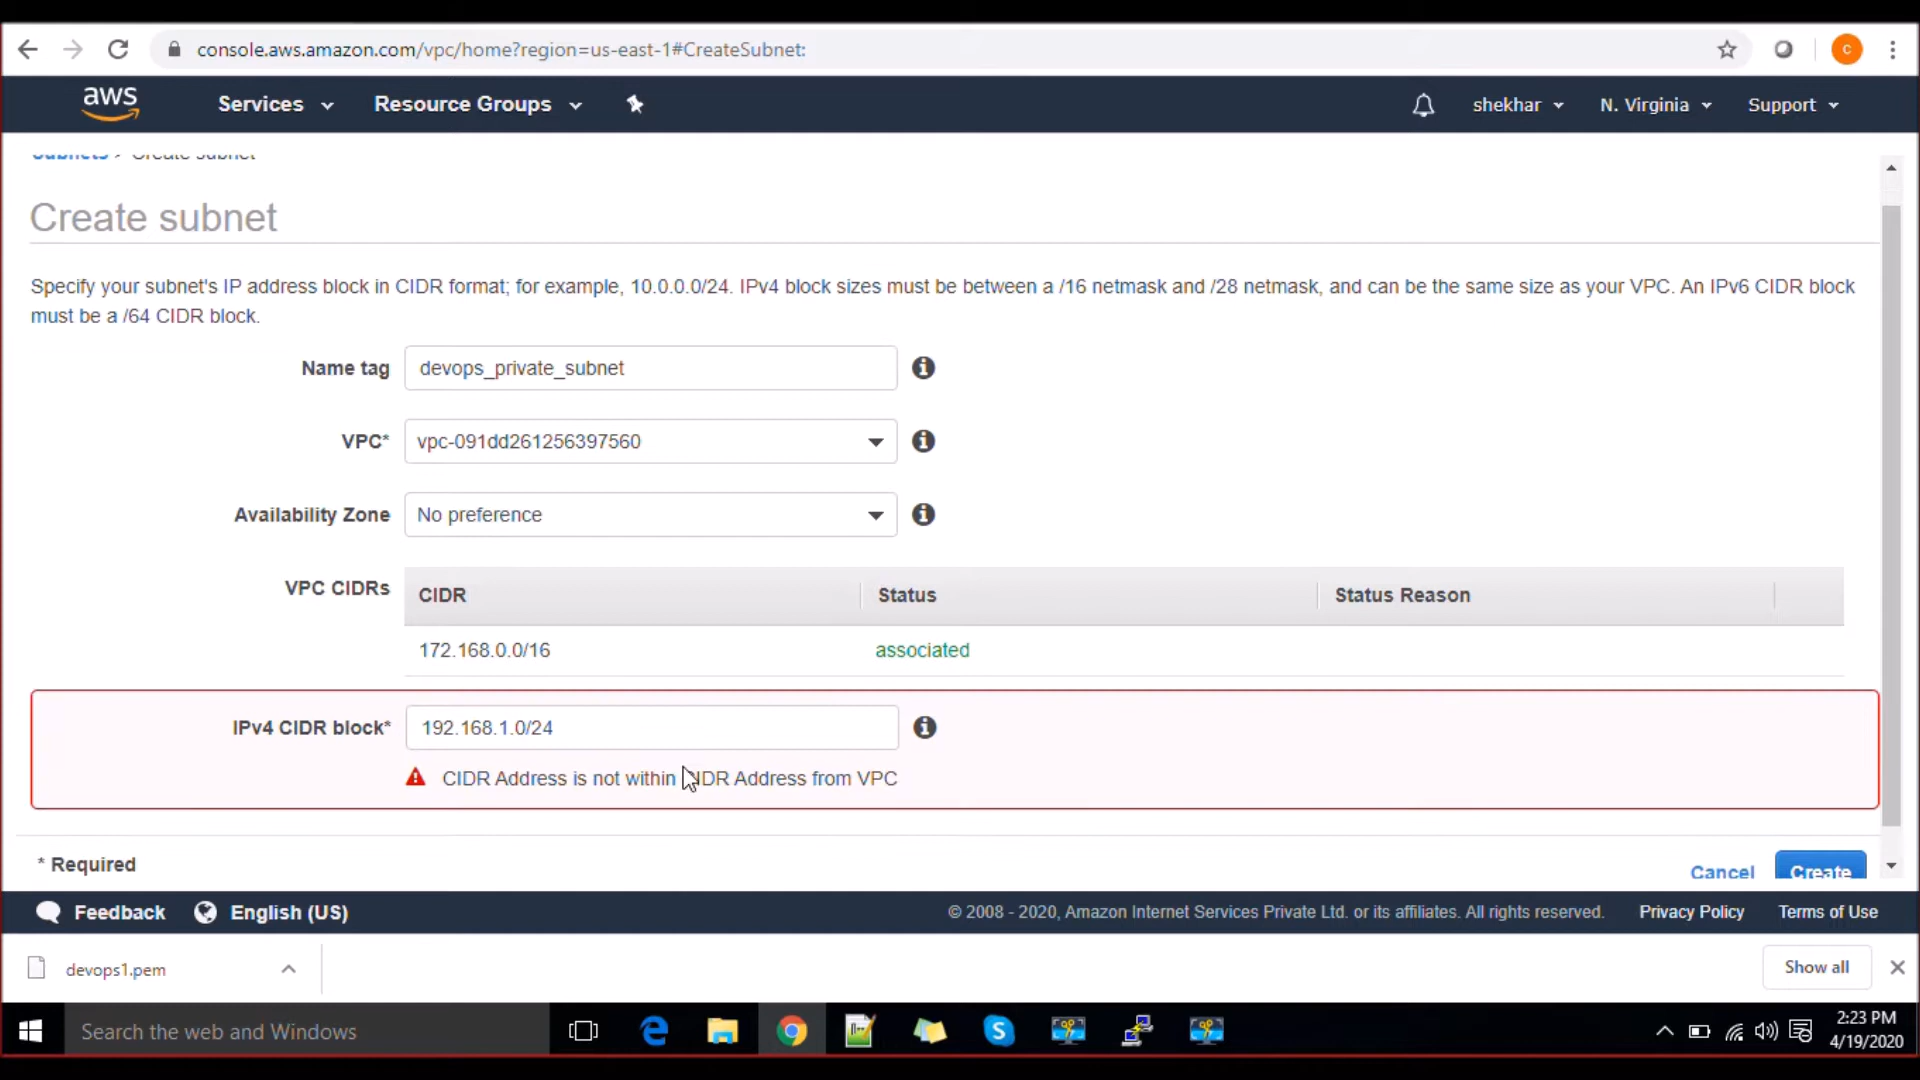 console.aws.amazon.com/vpc/home?region=us-east-1#CreateSubnet:
C
aws
Services
Resource Groups
shekhar
N. Virginia
Support
Subnets > Create subnet
Create subnet
Specify your subnet's IP address block in CIDR format; for example, 10.0.0.0/24. IPv4 block sizes must be between a /16 netmask and /28 netmask, and can be the same size as your VPC. An IPv6 CIDR block
must be a /64 CIDR block.
Name tag devops_private_subnet
VPC* vpc-091dd261256397560
Availability Zone No preference
VPC CIDRs CIDR Status Status Reason
172.168.0.0/16 associated
IPv4 CIDR block* 192.168.1.0/24
CIDR Address is not within CIDR Address from VPC
* Required
Cancel Create
Feedback English (US) © 2008 - 2020, Amazon Internet Services Private Ltd. or its affiliates. All rights reserved. Privacy Policy Terms of Use
devops1.pem
Show all
Search the web and Windows
2:23 PM
4/19/2020